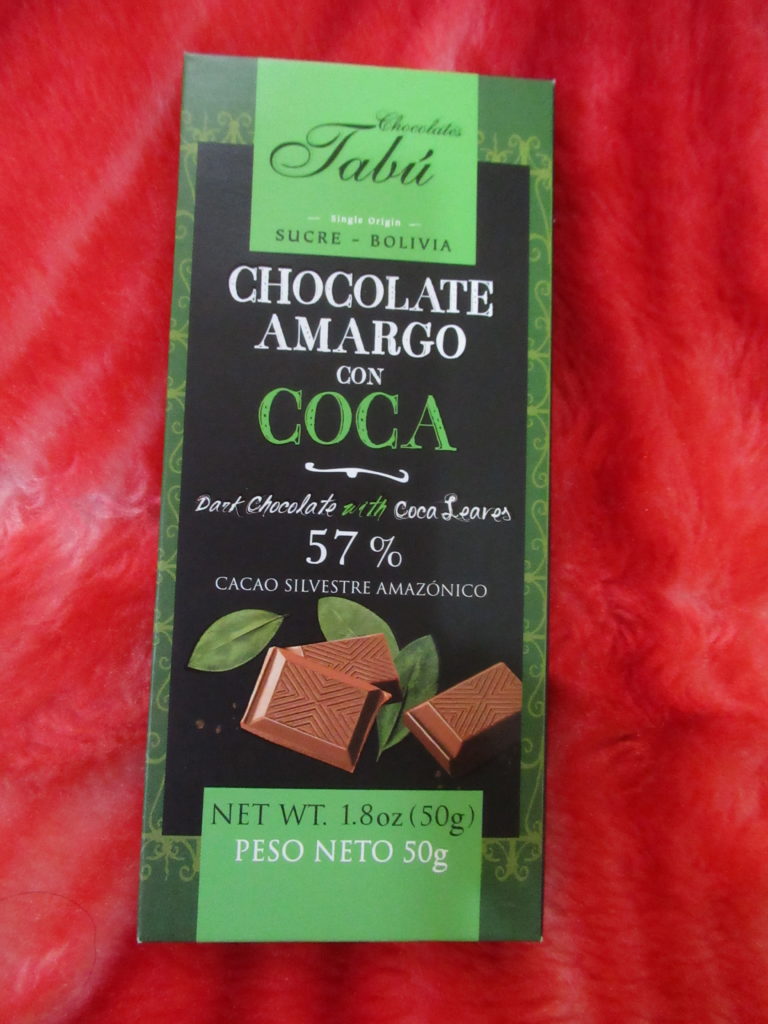 Chocolates
Tabú
Single Origin
SUCRE - BOLIVIA
CHOCOLATE
AMARGO
CON
COCA
Dark Chocolate with Coca Leaves
57 %
CACAO SILVESTRE AMAZÓNICO
NET WT. 1.8oz (50g)
PESO NETO 50g